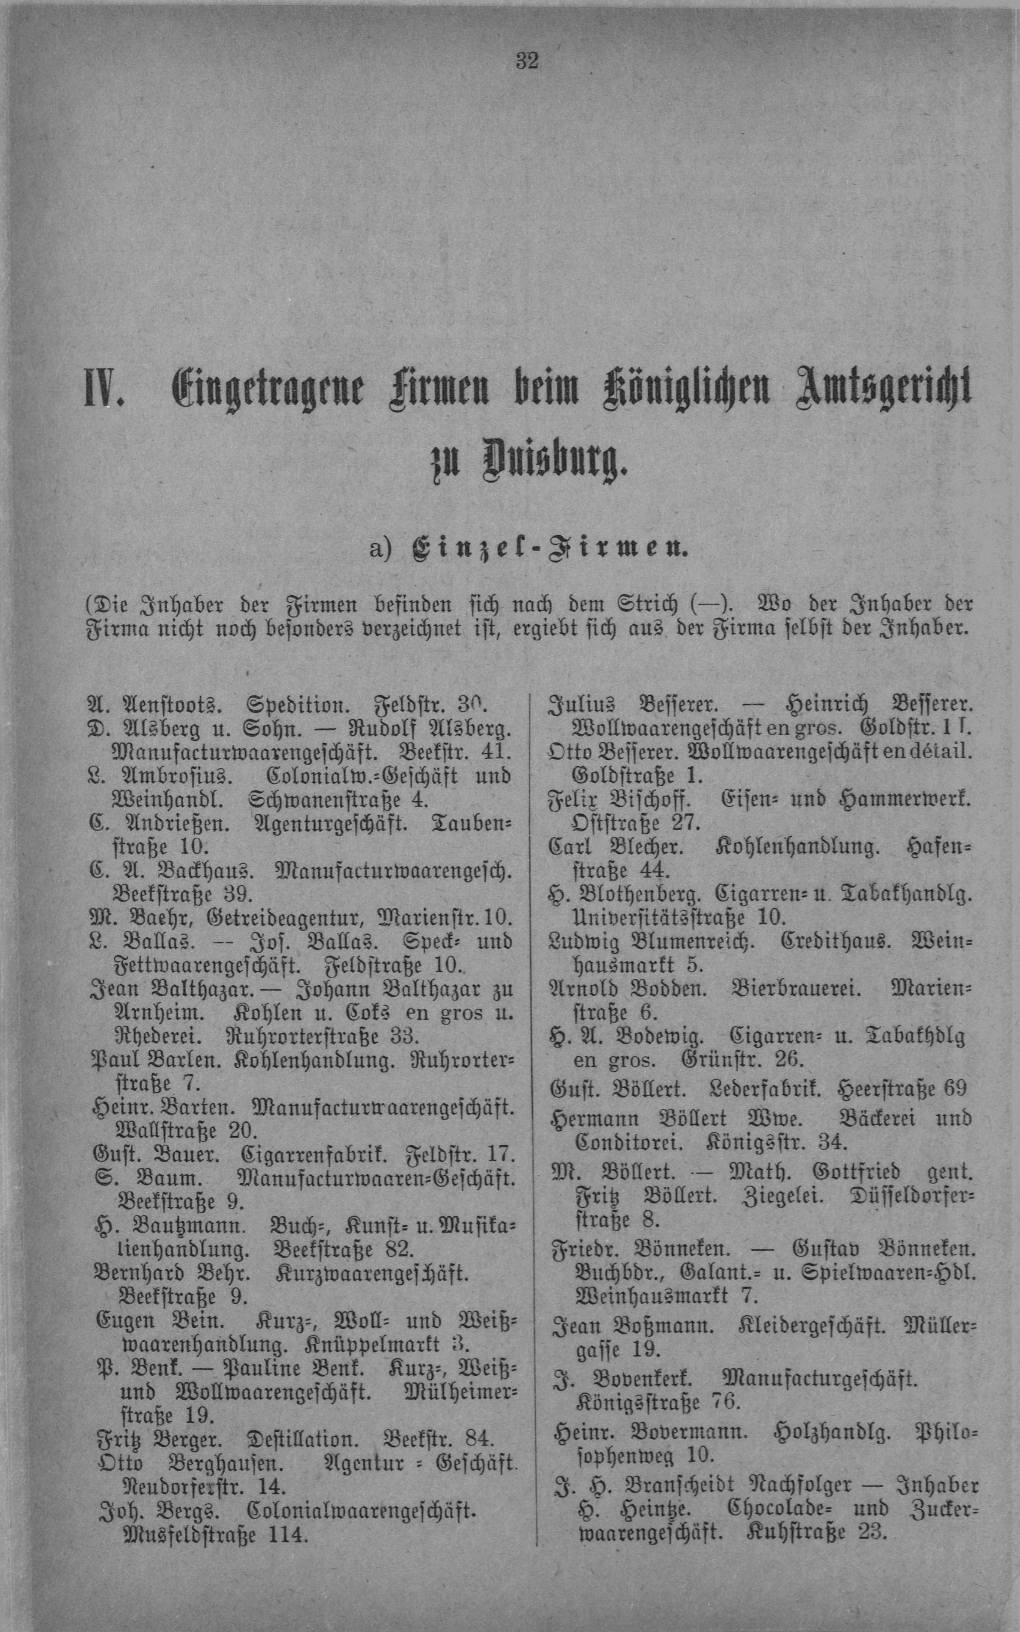 32
IV. Eingetragene Firmen beim Königlichen Amtsgericht
zu Duisburg.
a) Einzel-Firmen.
(Die Inhaber der Firmen befinden sich nach dem Strich (—). Wo der Inhaber der
Firma nicht noch besonders verzeichnet ist, ergiebt sich aus der Firma selbst der Inhaber.
A. Aenstoots. Spedition. Feldstr. 30.
D. Alsberg u. Sohn. — Rudolf Alsberg.
Manufacturwaarengeschäft. Beekstr. 41.
L. Ambrosius. Colonialw.-Geschäft und
Weinhandl. Schwanenstraße 4.
C. Andrießen. Agenturgeschäft. Tauben-
straße 10.
C. A. Backhaus. Manufacturwaarengesch.
Beekstraße 39.
M. Baehr, Getreideagentur, Marienstr. 10.
L. Ballas. — Jos. Ballas. Speck- und
Fettwaarengeschäft. Feldstraße 10.
Jean Balthazar. — Johann Balthazar zu
Arnheim. Kohlen u. Coks en gros u.
Rhederei. Ruhrorterstraße 33.
Paul Barlen. Kohlenhandlung. Ruhrorter-
straße 7.
Heinr. Barten. Manufacturwaarengeschäft.
Wallstraße 20.
Gust. Bauer. Cigarrenfabrik. Feldstr. 17.
S. Baum. Manufacturwaaren-Geschäft.
Beekstraße 9.
H. Bautzmann. Buch-, Kunst- u. Musika-
lienhandlung. Beekstraße 82.
Bernhard Behr. Kurzwaarengeschäft.
Beekstraße 9.
Eugen Bein. Kurz-, Woll- und Weiß-
waarenhandlung. Knüppelmarkt 3.
P. Benk. — Pauline Benk. Kurz-, Weiß-
und Wollwaarengeschäft. Mülheimer-
straße 19.
Fritz Berger. Destillation. Beekstr. 84.
Otto Berghausen. Agentur - Geschäft.
Neudorferstr. 14.
Joh. Bergs. Colonialwaarengeschäft.
Musfeldstraße 114.
Julius Besserer. — Heinrich Besserer.
Wollwaarengeschäft en gros. Goldstr.
Otto Besserer. Wollwaarengeschäft en détail.
Goldstraße 1.
Felix Bischoff. Eisen- und Hammerwerk.
Oststraße 27.
Carl Blecher. Kohlenhandlung. Hafen-
straße 44.
H. Blothenberg. Cigarren- u. Tabakhandlg.
Universitätsstraße 10.
Ludwig Blumenreich. Credithaus. Wein-
hausmarkt 5.
Arnold Bodden. Bierbrauerei. Marien-
straße 6.
H. A. Bodewig. Cigarren- u. Tabakhdlg
en gros. Grünstr. 26.
Gust. Böllert. Lederfabrik. Heerstraße 69
Hermann Böllert Wwe. Bäckerei und
Conditorei. Königsstr. 34.
M. Böllert. — Math. Gottfried gent.
Fritz Böllert. Ziegelei. Düsseldorfer-
straße 8.
Friedr. Bönneken. — Gustav Bönneken.
Buchbdr., Galant.- u. Spielwaaren-Hdl.
Weinhausmarkt 7.
Jean Boßmann. Kleidergeschäft. Müller-
gasse 19.
J. Bovenkerk. Manufacturgeschäft.
Königsstraße 76.
Heinr. Bovermann. Holzhandlg. Philo-
sophenweg 10.
J. H. Branscheidt Nachfolger — Inhaber
H. Heintze. Chocolade- und Zucker-
waarengeschäft. Kuhstraße 23.